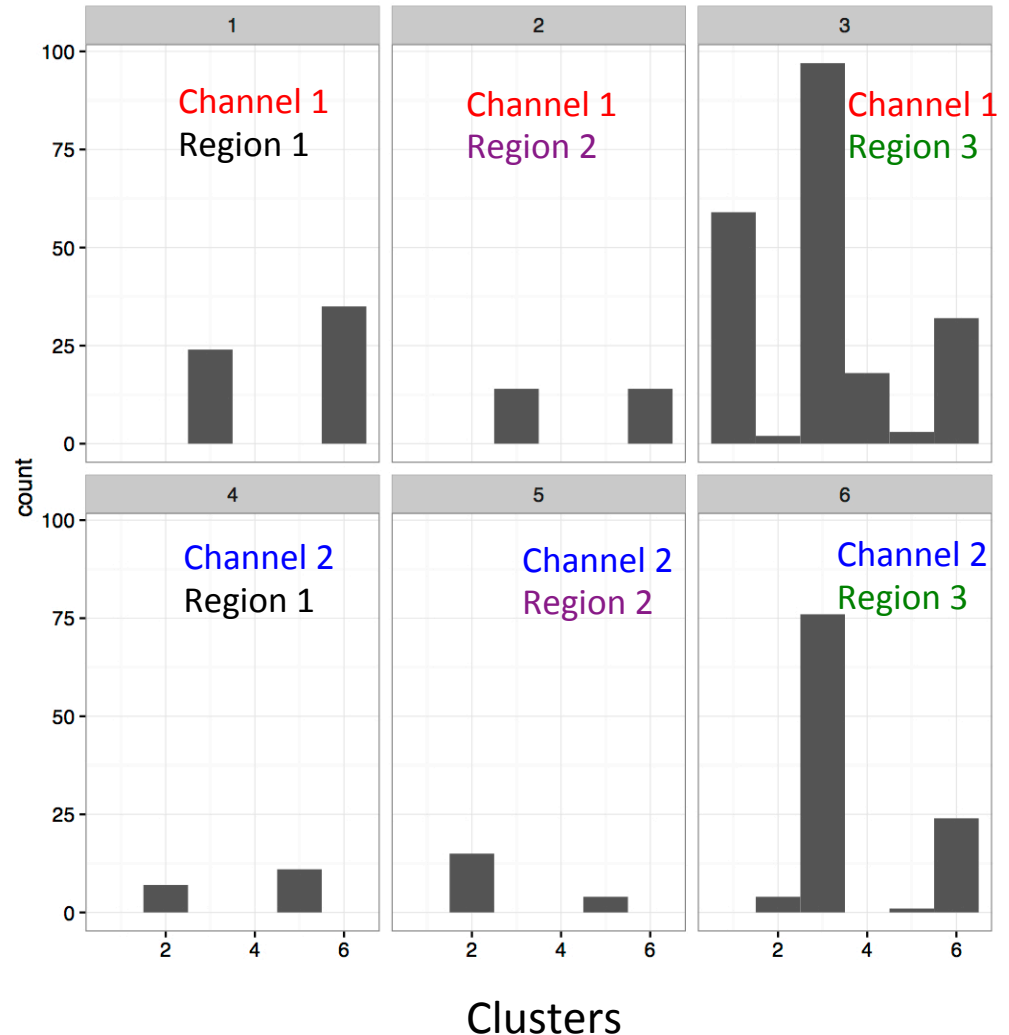 1
2
3
100
75
50
25
0
Channel 1
Region 1
Channel 1
Region 2
Channel 1
Region 3
count
4
5
6
100
75
50
25
0
Channel 2
Region 1
Channel 2
Region 2
Channel 2
Region 3
2 4 6
2 4 6
2 4 6
Clusters